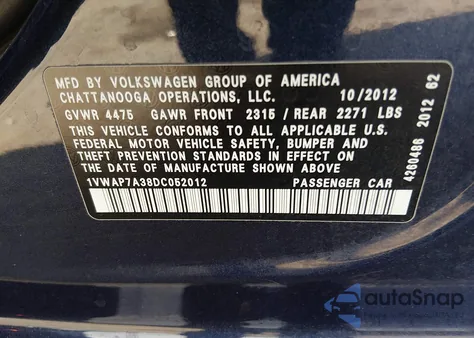 MFD BY VOLKSWAGEN GROUP OF AMERICA
CHATTANOOGA OPERATIONS, LLC. 10/2012
GVWR 4475 GAWR FRONT 2315 / REAR 2271 LBS
THIS VEHICLE CONFORMS TO ALL APPLICABLE U.S.
FEDERAL MOTOR VEHICLE SAFETY, BUMPER AND
THEFT PREVENTION STANDARDS IN EFFECT ON
THE DATE OF MANUFACTURE SHOWN ABOVE
1VWAP7A38DC052012 PASSENGER CAR
4260486 2012 62
autoSnap